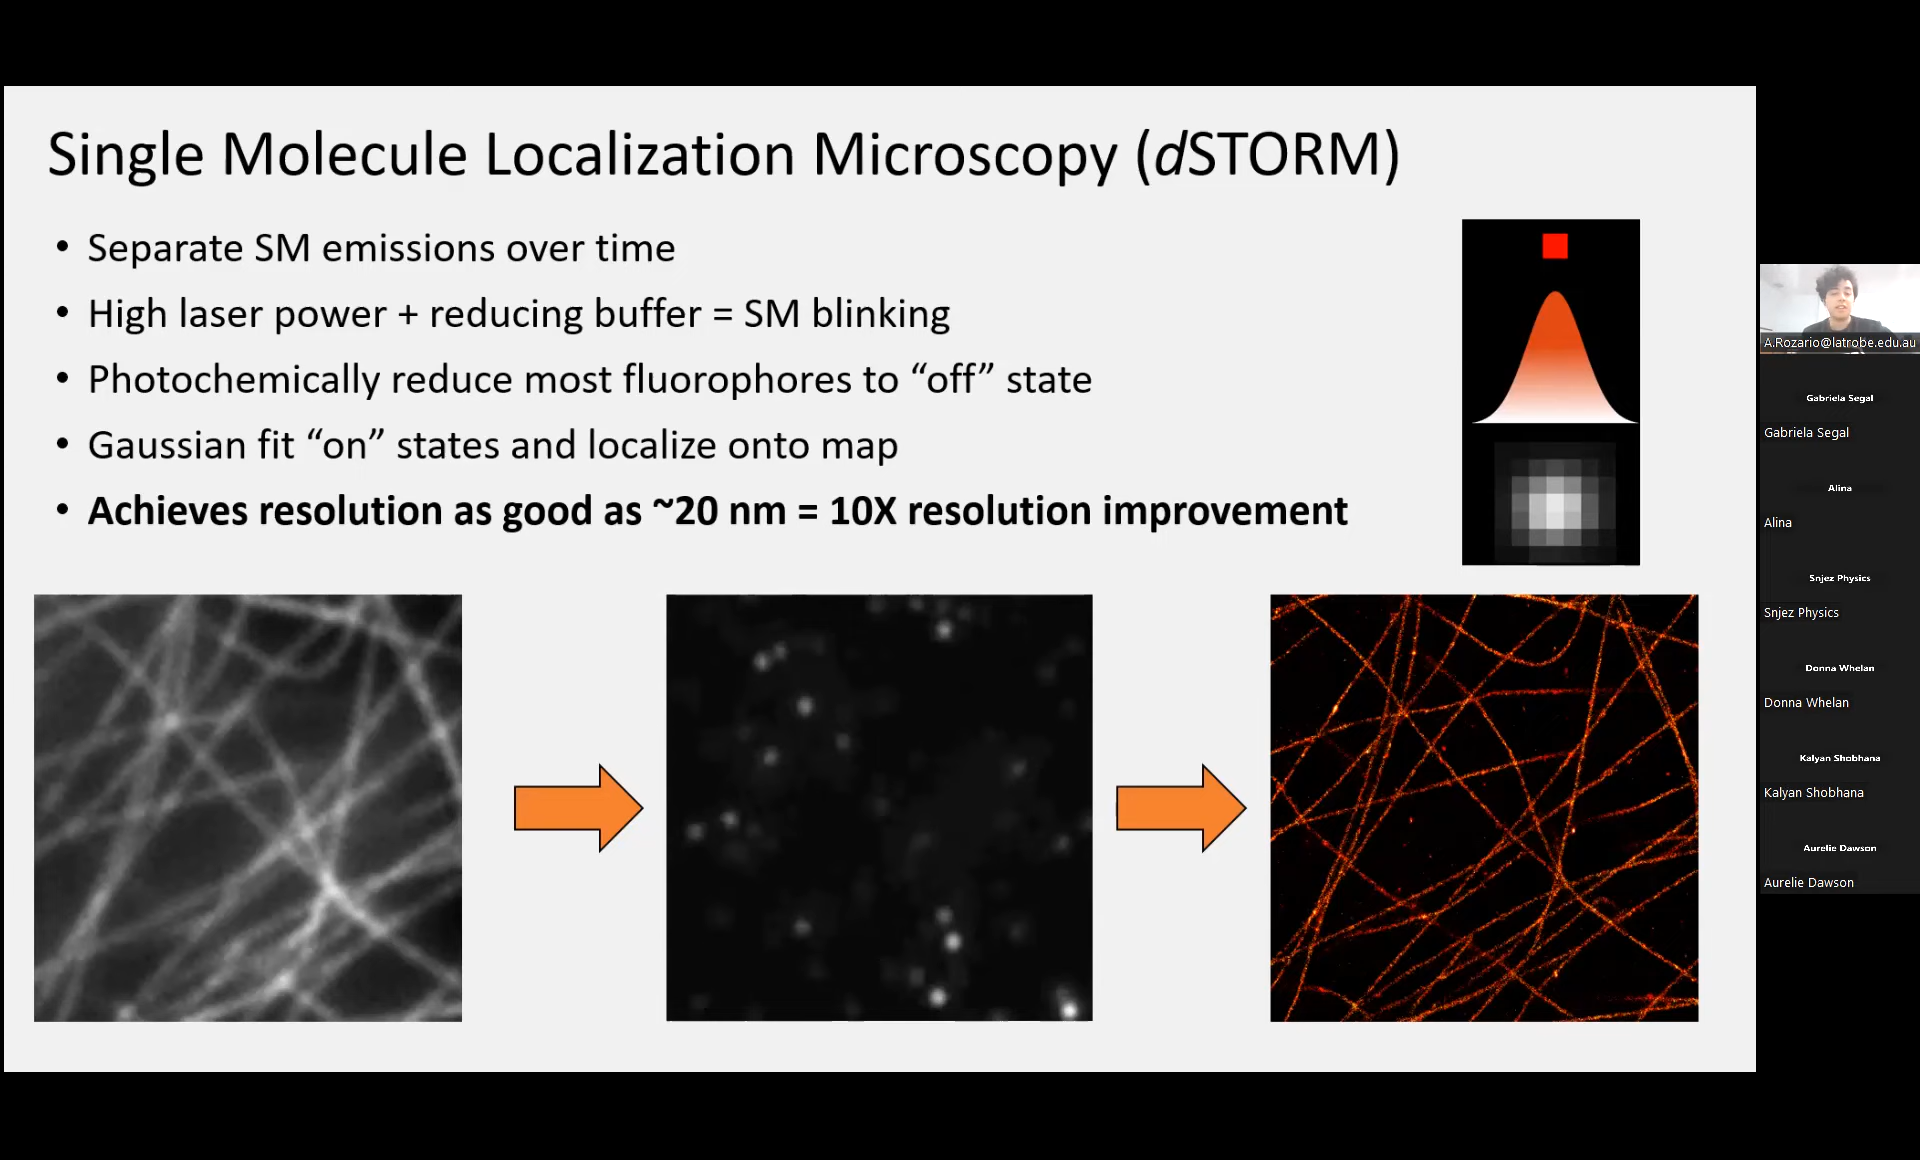 Single Molecule Localization Microscopy (dSTORM)
• Separate SM emissions over time
• High laser power + reducing buffer = SM blinking
• Photochemically reduce most fluorophores to “off” state
• Gaussian fit “on” states and localize onto map
• Achieves resolution as good as ~20 nm = 10X resolution improvement
A.Rozario@latrobe.edu.au
Gabriela Segal
Gabriela Segal
Alina
Alina
Snjez Physics
Snjez Physics
Donna Whelan
Donna Whelan
Kalyan Shobhana
Kalyan Shobhana
Aurelie Dawson
Aurelie Dawson